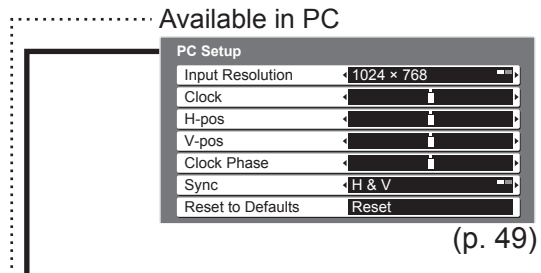 Available in PC
PC Setup
Input Resolution 1024 × 768
Clock
H-pos
V-pos
Clock Phase
Sync H & V
Reset to Defaults Reset
(p. 49)